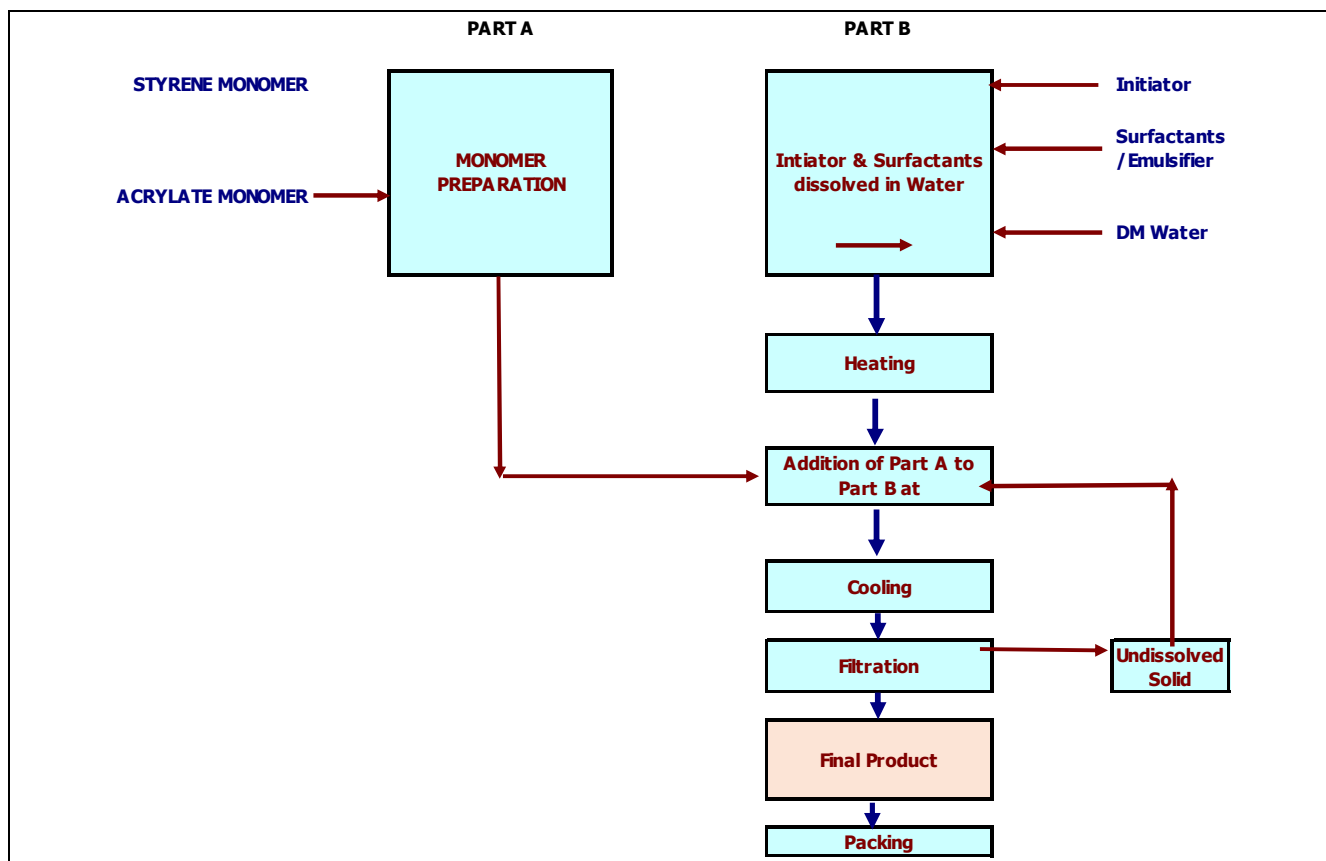 PART A
PART B
STYRENE MONOMER
ACRYLATE MONOMER
MONOMER
PREPARATION
Intiator & Surfactants
dissolved in Water
Initiator
Surfactants
/Emulsifier
DM Water
Heating
Addition of Part A to
Part B at
Cooling
Filtration
Undissolved
Solid
Final Product
Packing